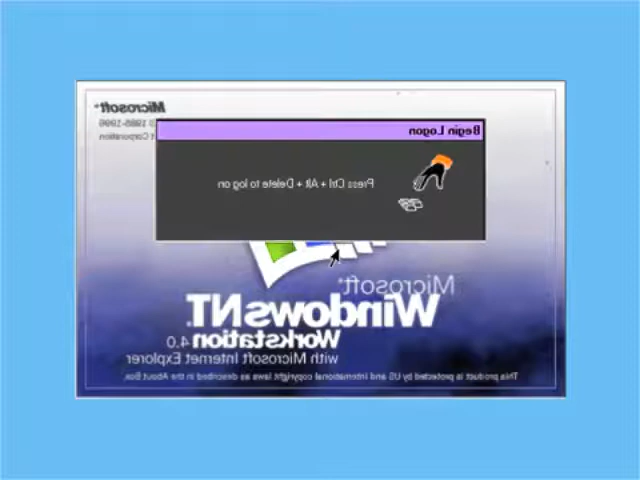 Microsoft®
1985-1996
t Corporation
Begin Logon
Press Ctrl + Alt + Delete to log on
Microsoft®
WindowsNT.
Workstation 4.0
with Microsoft Internet Explorer
This product is protected by US and international copyright laws as described in the About Box.